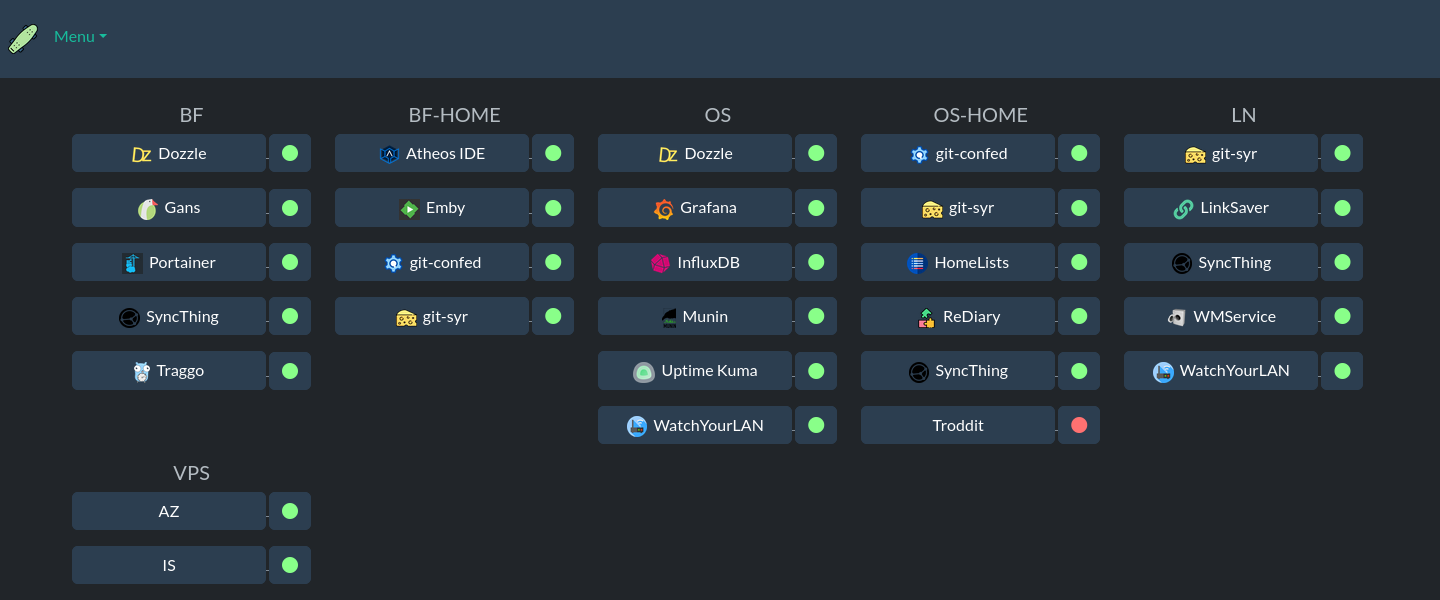 Menu
BF
Dozzle
Gans
Portainer
SyncThing
Traggo
BF-HOME
Atheos IDE
Emby
git-confed
git-syr
OS
Dozzle
Grafana
InfluxDB
Munin
Uptime Kuma
WatchYourLAN
OS-HOME
git-confed
git-syr
HomeLists
ReDiary
SyncThing
Troddit
LN
git-syr
LinkSaver
SyncThing
WMService
WatchYourLAN
VPS
AZ
IS